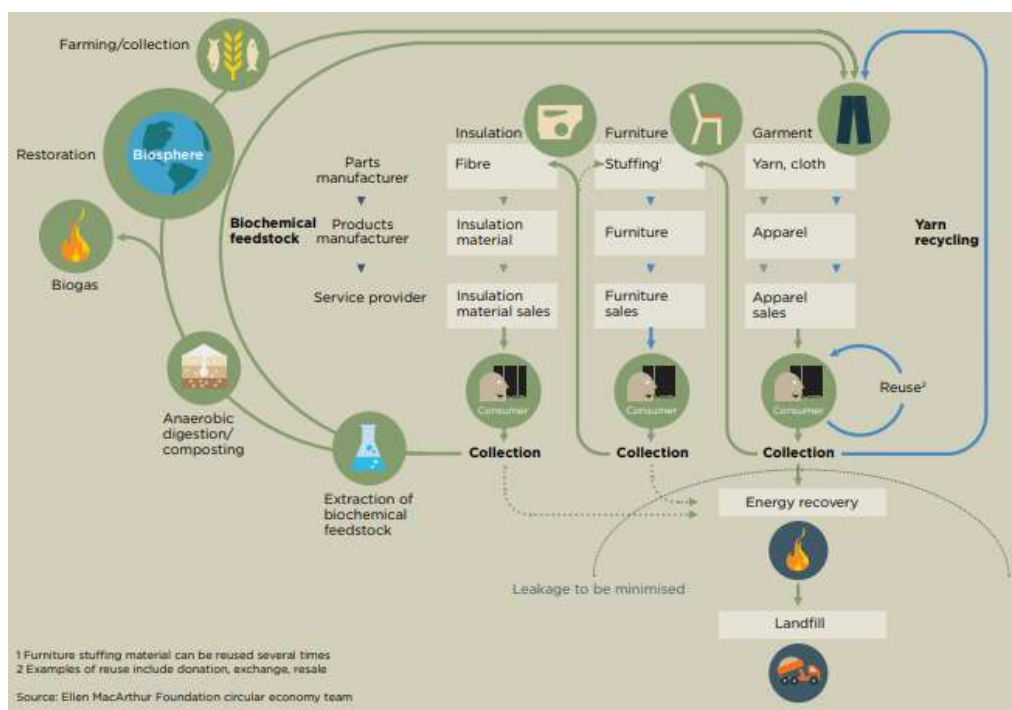 Farming/collection
Restoration
Biosphere
Biogas
Anaerobic
digestion/
composting
Extraction of
biochemical
feedstock
Biochemical
feedstock
Parts
manufacturer
Products
manufacturer
Service provider
Insulation
Fibre
Insulation
material
Insulation
material sales
Consumer
Collection
Furniture
Stuffing¹
Furniture
Furniture
sales
Consumer
Collection
Garment
Yarn, cloth
Apparel
Apparel
sales
Consumer
Collection
Reuse²
Yarn
recycling
Energy recovery
Leakage to be minimised
Landfill
1 Furniture stuffing material can be reused several times
2 Examples of reuse include donation, exchange, resale
Source: Ellen MacArthur Foundation circular economy team